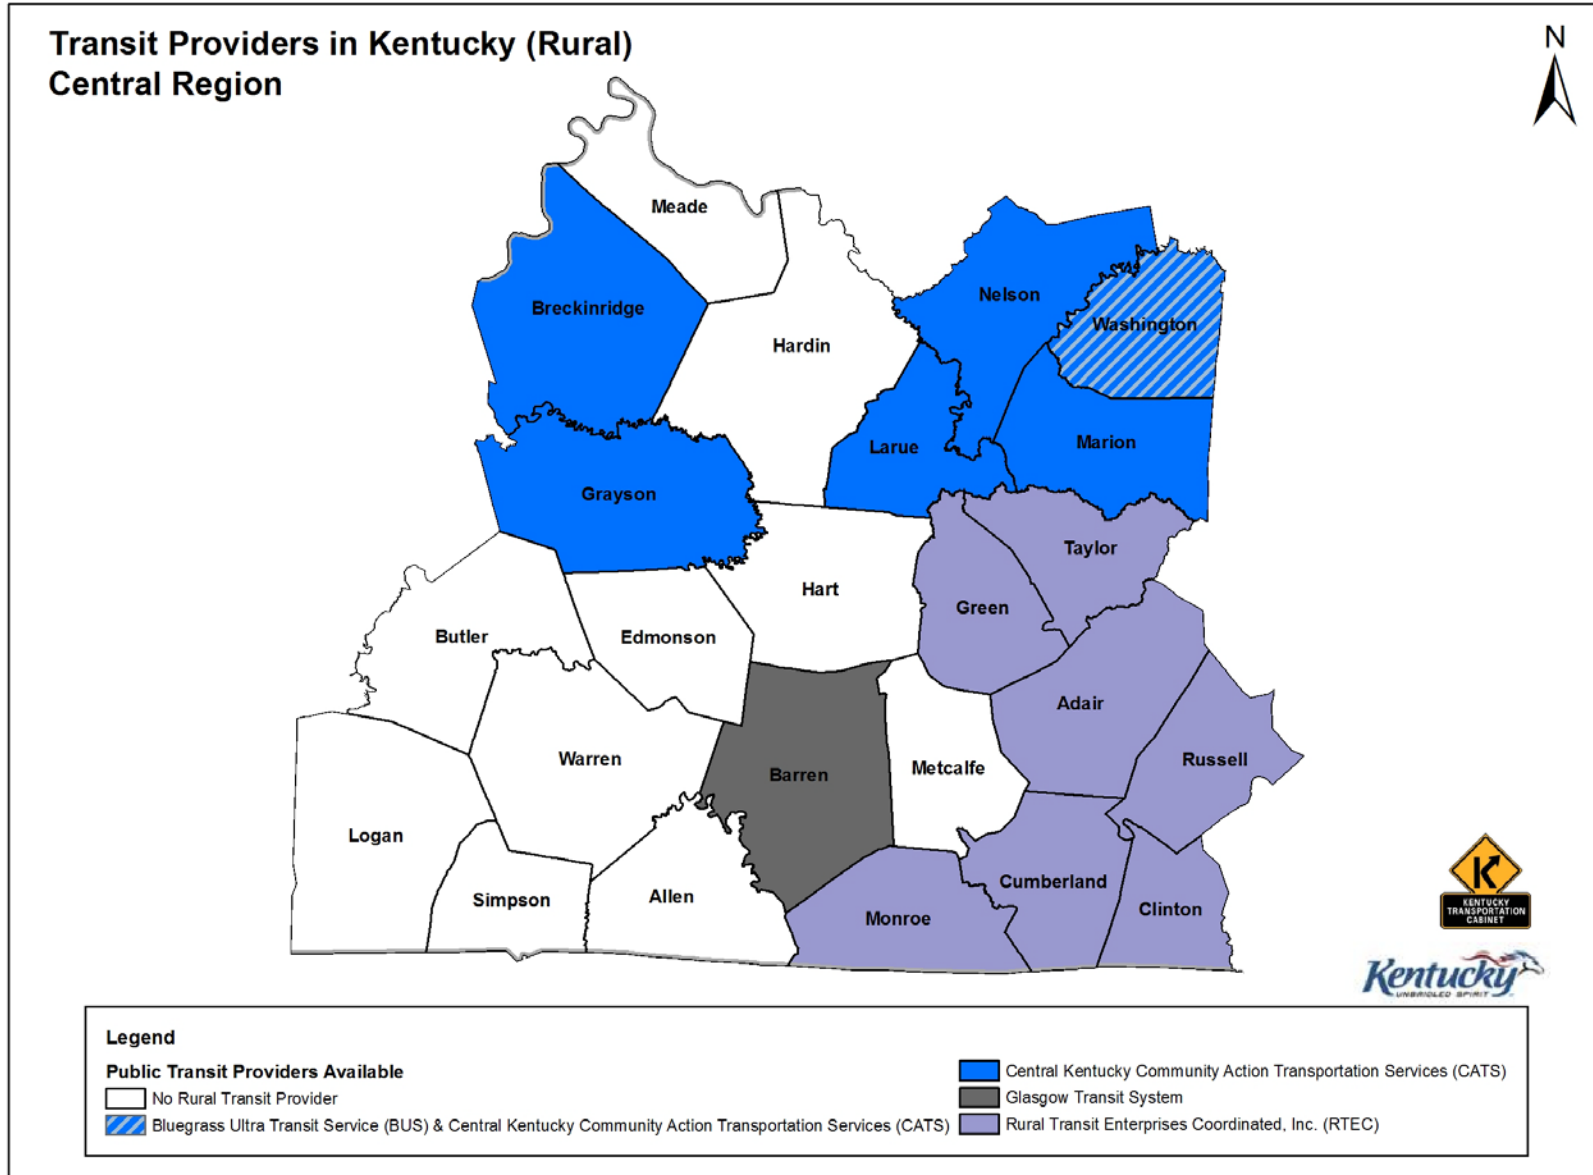 Transit Providers in Kentucky (Rural)
Central Region
N
Meade
Breckinridge
Nelson
Washington
Hardin
Larue
Marion
Grayson
Taylor
Hart
Green
Butler
Edmonson
Adair
Warren
Barren
Metcalfe
Russell
Logan
Simpson
Allen
Monroe
Cumberland
Clinton
K
KENTUCKY
TRANSPORTATION
CABINET
Kentucky
UNBRIDLED SPIRIT
Legend
Public Transit Providers Available
No Rural Transit Provider
Bluegrass Ultra Transit Service (BUS) & Central Kentucky Community Action Transportation Services (CATS)
Central Kentucky Community Action Transportation Services (CATS)
Glasgow Transit System
Rural Transit Enterprises Coordinated, Inc. (RTEC)